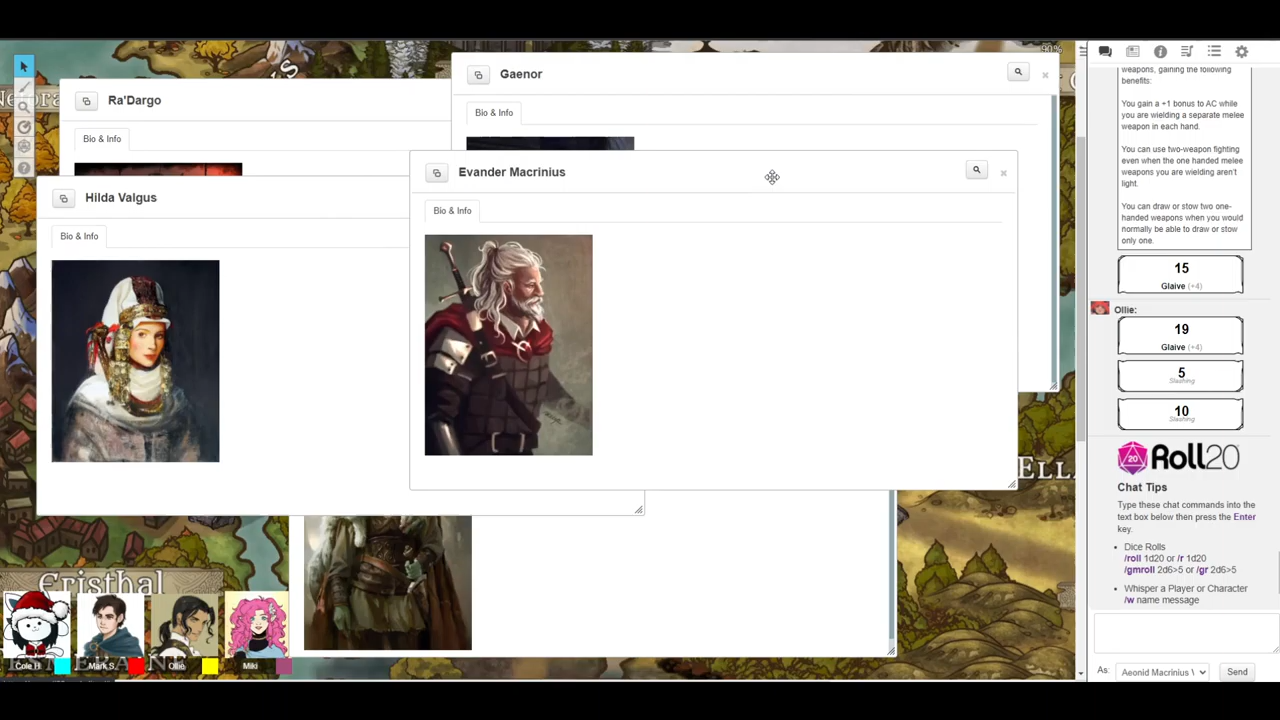 90%
Gaenor
Bio & Info
Ra'Dargo
Bio & Info
Evander Macrinius
Bio & Info
Hilda Valgus
Bio & Info
Eristhal
ELLA
Cole H
Mark S.
Ollie
Miki
weapons, gaining the following
benefits:
You gain a +1 bonus to AC while
you are wielding a separate melee
weapon in each hand.
You can use two-weapon fighting
even when the one handed melee
weapons you are wielding aren't
light.
You can draw or stow two one-
handed weapons when you would
normally be able to draw or stow
only one.
15
Glaive (+4)
Ollie:
19
Glaive (+4)
5
Slashing
10
Slashing
20
Roll20
Chat Tips
Type these chat commands into the
text box below then press the Enter
key.
• Dice Rolls
/roll 1d20 or /r 1d20
/gmroll 2d6>5 or /gr 2d6>5
• Whisper a Player or Character
/w name message
As:
Aeonid Macrinius
Send